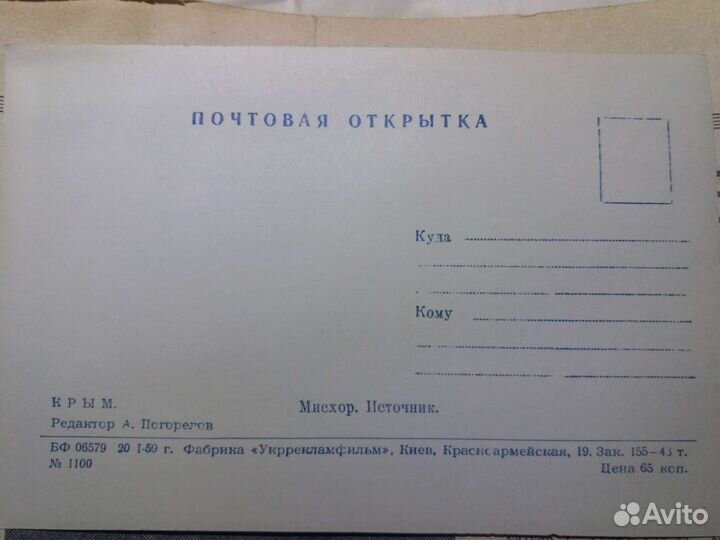 ПОЧТОВАЯ ОТКРЫТКА
Куда
Кому
КРЫМ.
Мисхор. Источник.
Редактор А. Погорелов
БФ 06579 20 I-59 г. Фабрика «Укррекламфильм», Киев, Красноармейская, 19. Зак. 155—43 т.
№ 1100
Цена 65 коп.
Avito